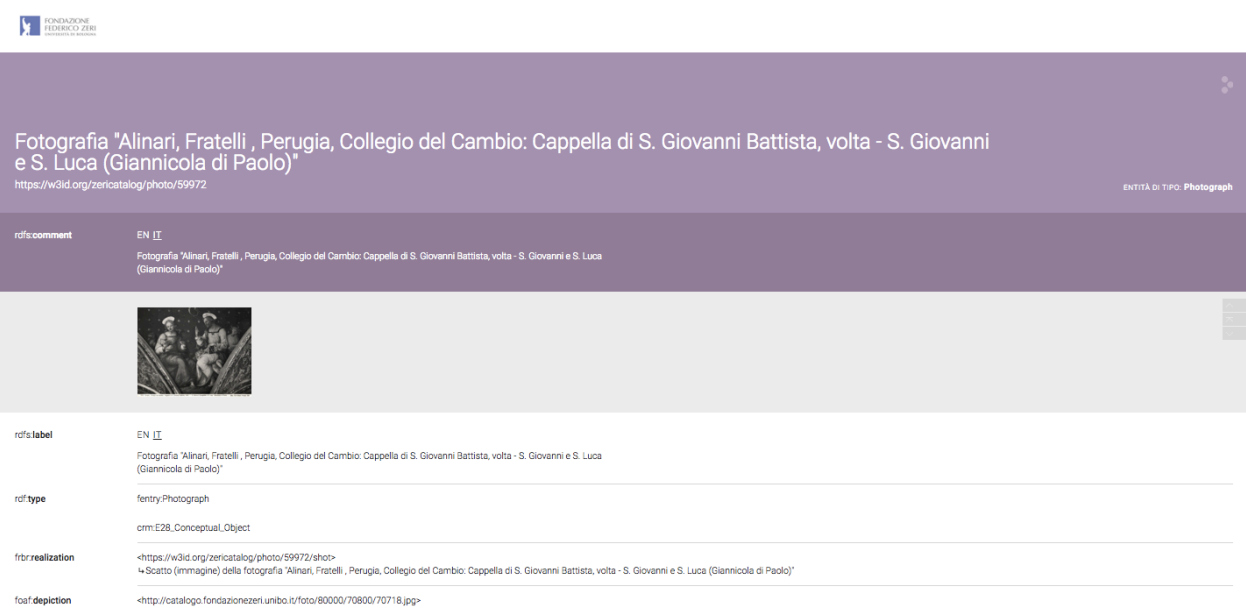 FONDAZIONE
FEDERICO ZERI
UNIVERSITÀ DI BOLOGNA
Fotografia "Alinari, Fratelli , Perugia, Collegio del Cambio: Cappella di S. Giovanni Battista, volta - S. Giovanni
e S. Luca (Giannicola di Paolo)"
https://w3id.org/zericatalog/photo/59972
ENTITÀ DI TIPO: Photograph
rdfs:comment
EN IT
Fotografia "Alinari, Fratelli , Perugia, Collegio del Cambio: Cappella di S. Giovanni Battista, volta - S. Giovanni e S. Luca
(Giannicola di Paolo)"
rdfs:label
EN IT
Fotografia "Alinari, Fratelli , Perugia, Collegio del Cambio: Cappella di S. Giovanni Battista, volta - S. Giovanni e S. Luca
(Giannicola di Paolo)"
rdf:type
fentry:Photograph
crm:E28_Conceptual_Object
frbr:realization
<https://w3id.org/zericatalog/photo/59972/shot>
↳Scatto (immagine) della fotografia "Alinari, Fratelli , Perugia, Collegio del Cambio: Cappella di S. Giovanni Battista, volta - S. Giovanni e S. Luca (Giannicola di Paolo)"
foaf:depiction
<http://catalogo.fondazionezeri.unibo.it/foto/80000/70800/70718.jpg>